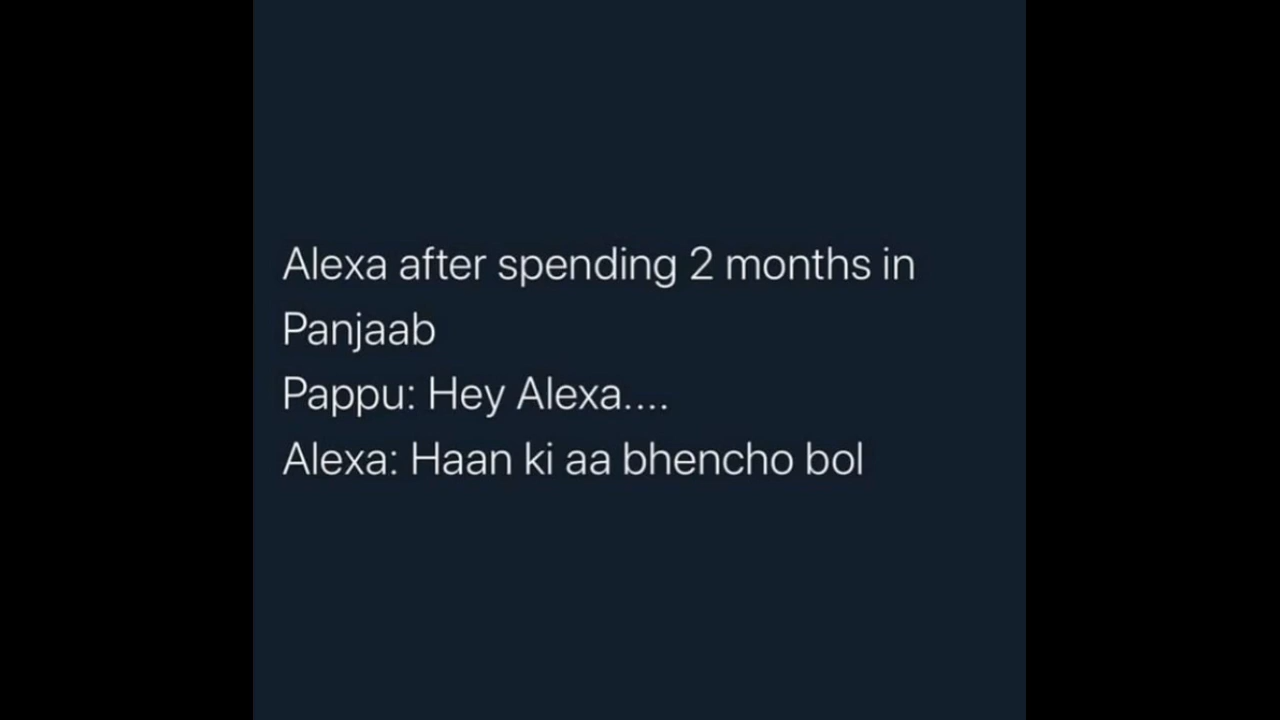 Alexa after spending 2 months in
Panjaab
Pappu: Hey Alexa....
Alexa: Haan ki aa bhencho bol